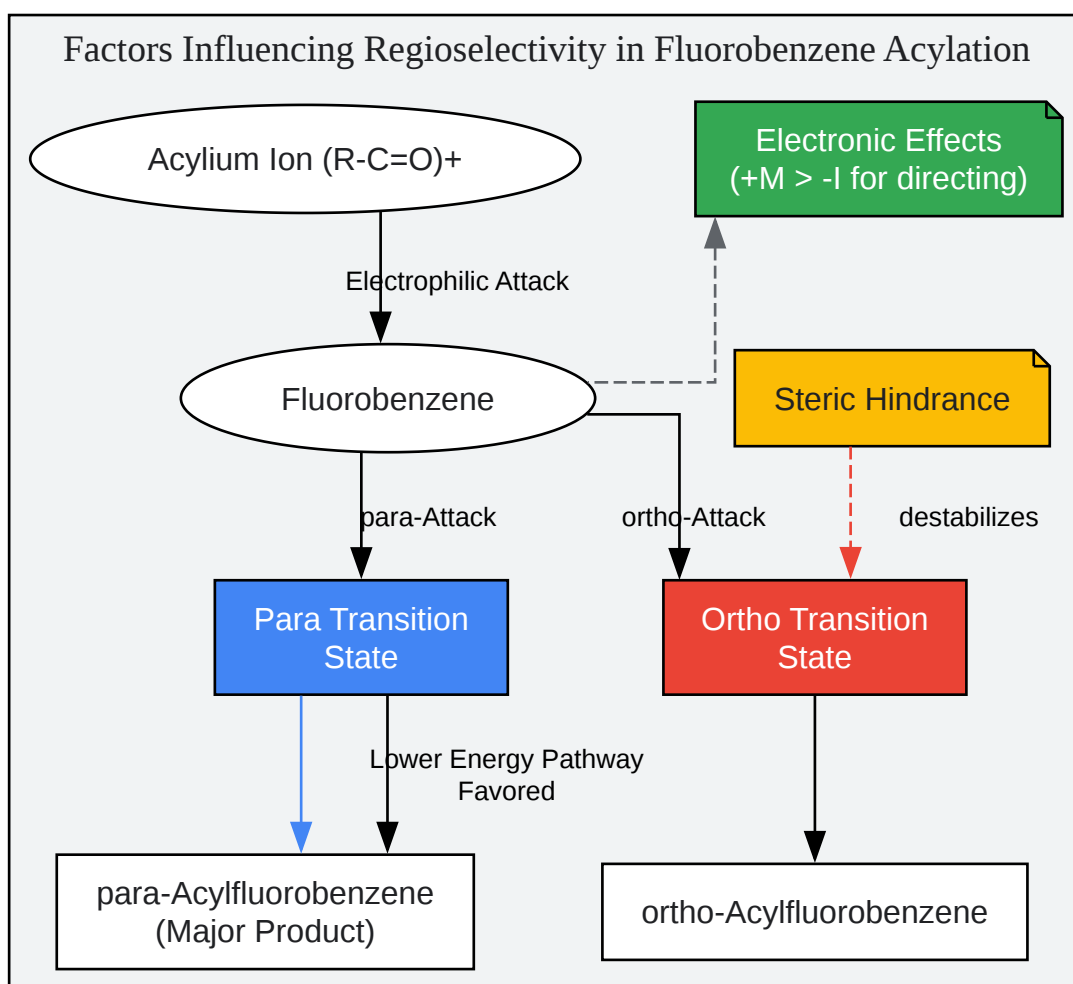 Factors Influencing Regioselectivity in Fluorobenzene Acylation
Acylium Ion (R-C=O)+
Electronic Effects
(+M > -I for directing)
Electrophilic Attack
Fluorobenzene
Steric Hindrance
para-Attack
ortho-Attack
destabilizes
Para Transition
State
Ortho Transition
State
Lower Energy Pathway
Favored
para-Acylfluorobenzene
(Major Product)
ortho-Acylfluorobenzene